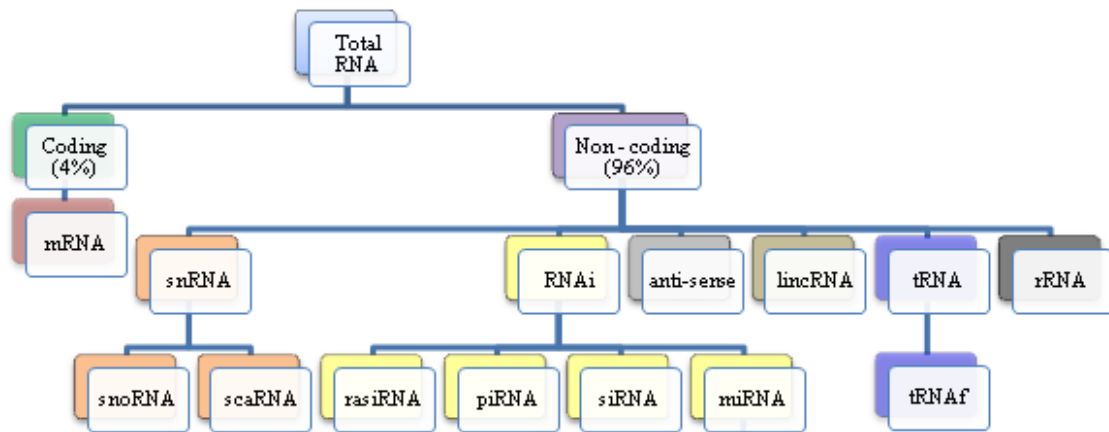 Total
RNA
Coding
(4%)
Non-coding
(96%)
mRNA
snRNA
RNAi
anti-sense
lincRNA
tRNA
rRNA
snoRNA
scaRNA
rasiRNA
piRNA
siRNA
miRNA
tRNAf